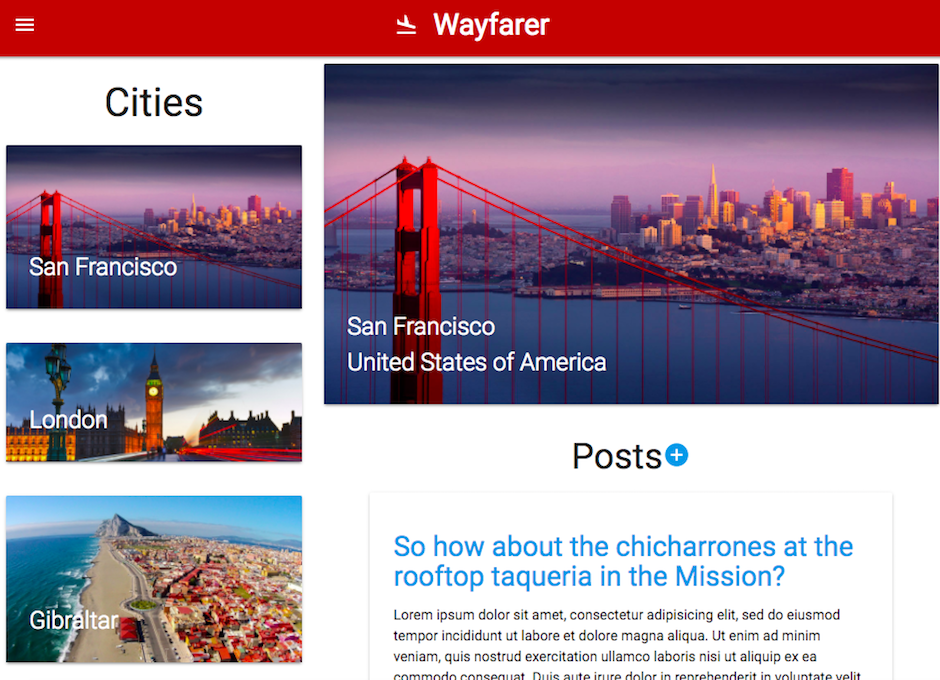 Wayfarer
Cities
San Francisco
London
Gibraltar
San Francisco
United States of America
Posts
So how about the chicharrones at the
rooftop taqueria in the Mission?
Lorem ipsum dolor sit amet, consectetur adipisicing elit, sed do eiusmod
tempor incididunt ut labore et dolore magna aliqua. Ut enim ad minim
veniam, quis nostrud exercitation ullamco laboris nisi ut aliquip ex ea
commodo consequat. Duis aute irure dolor in reprehenderit in voluptate velit